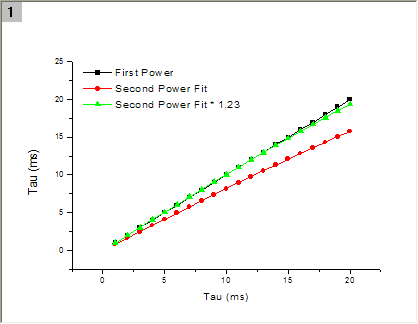 1
First Power
Second Power Fit
Second Power Fit * 1.23
25
20
15
10
5
0
Tau (ms)
0 5 10 15 20
Tau (ms)